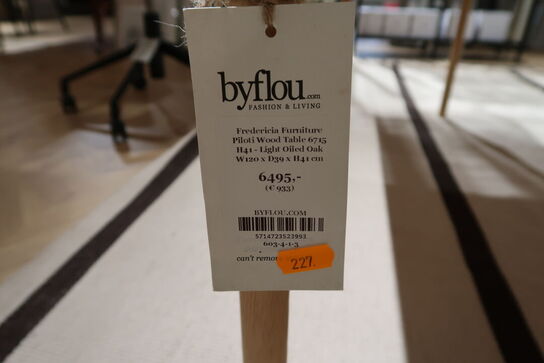 byflou.com
FASHION & LIVING
Fredericia Furniture
Piloti Wood Table 6715
H41 - Light Oiled Oak
W120 x D39 x H41 cm
6495,-
(€ 933)
BYFLOU.COM
5714723523993
603-4-1-3
can't remo
227.